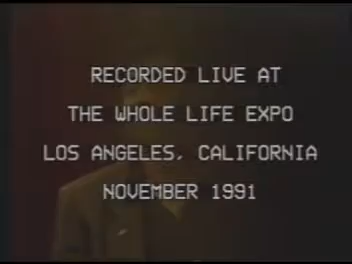 RECORDED LIVE AT
THE WHOLE LIFE EXPO
LOS ANGELES, CALIFORNIA
NOVEMBER 1991